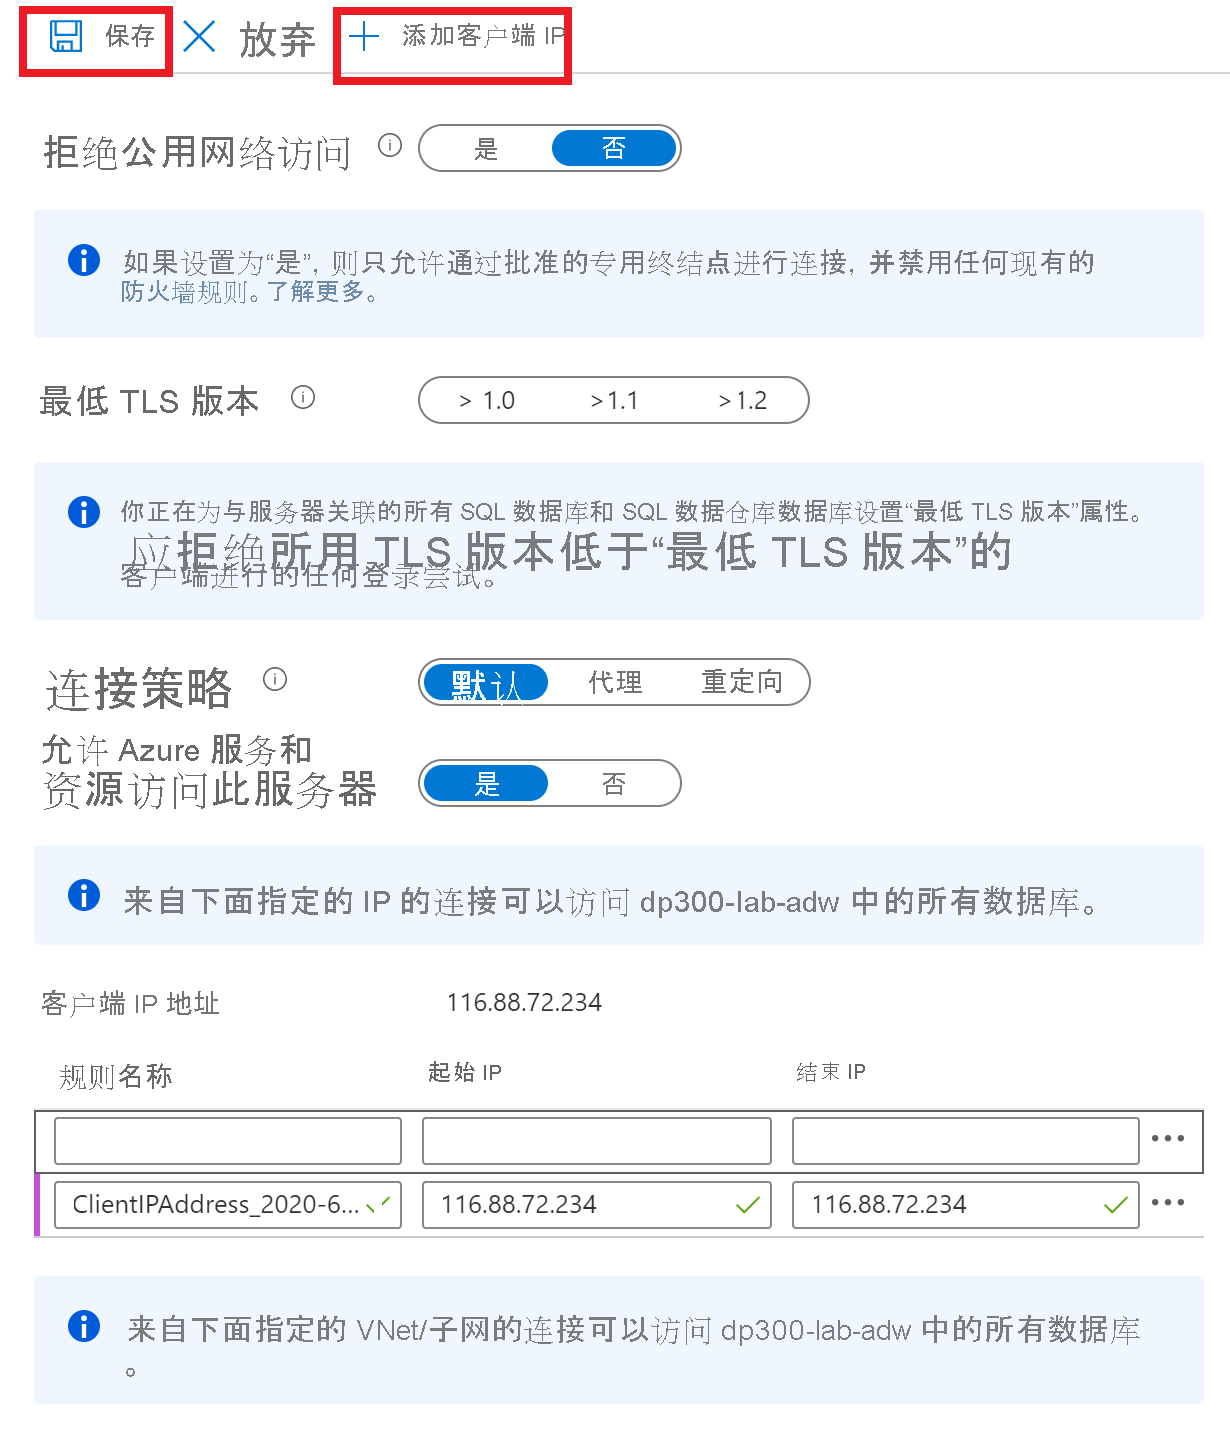 保存 放弃 添加客户端 IP
拒绝公用网络访问 是 否
如果设置为“是”, 则只允许通过批准的专用终结点进行连接, 并禁用任何现有的
防火墙规则。了解更多。
最低 TLS 版本 > 1.0 >1.1 >1.2
你正在为与服务器关联的所有 SQL 数据库和 SQL 数据仓库数据库设置“最低 TLS 版本”属性。
应拒绝所用 TLS 版本低于“最低 TLS 版本”的
客户端进行的任何登录尝试。
连接策略 默认 代理 重定向
允许 Azure 服务和
资源访问此服务器 是 否
来自下面指定的 IP 的连接可以访问 dp300-lab-adw 中的所有数据库。
客户端 IP 地址 116.88.72.234
规则名称 起始 IP 结束 IP
ClientIPAddress_2020-6... 116.88.72.234 116.88.72.234
来自下面指定的 VNet/子网的连接可以访问 dp300-lab-adw 中的所有数据库
。